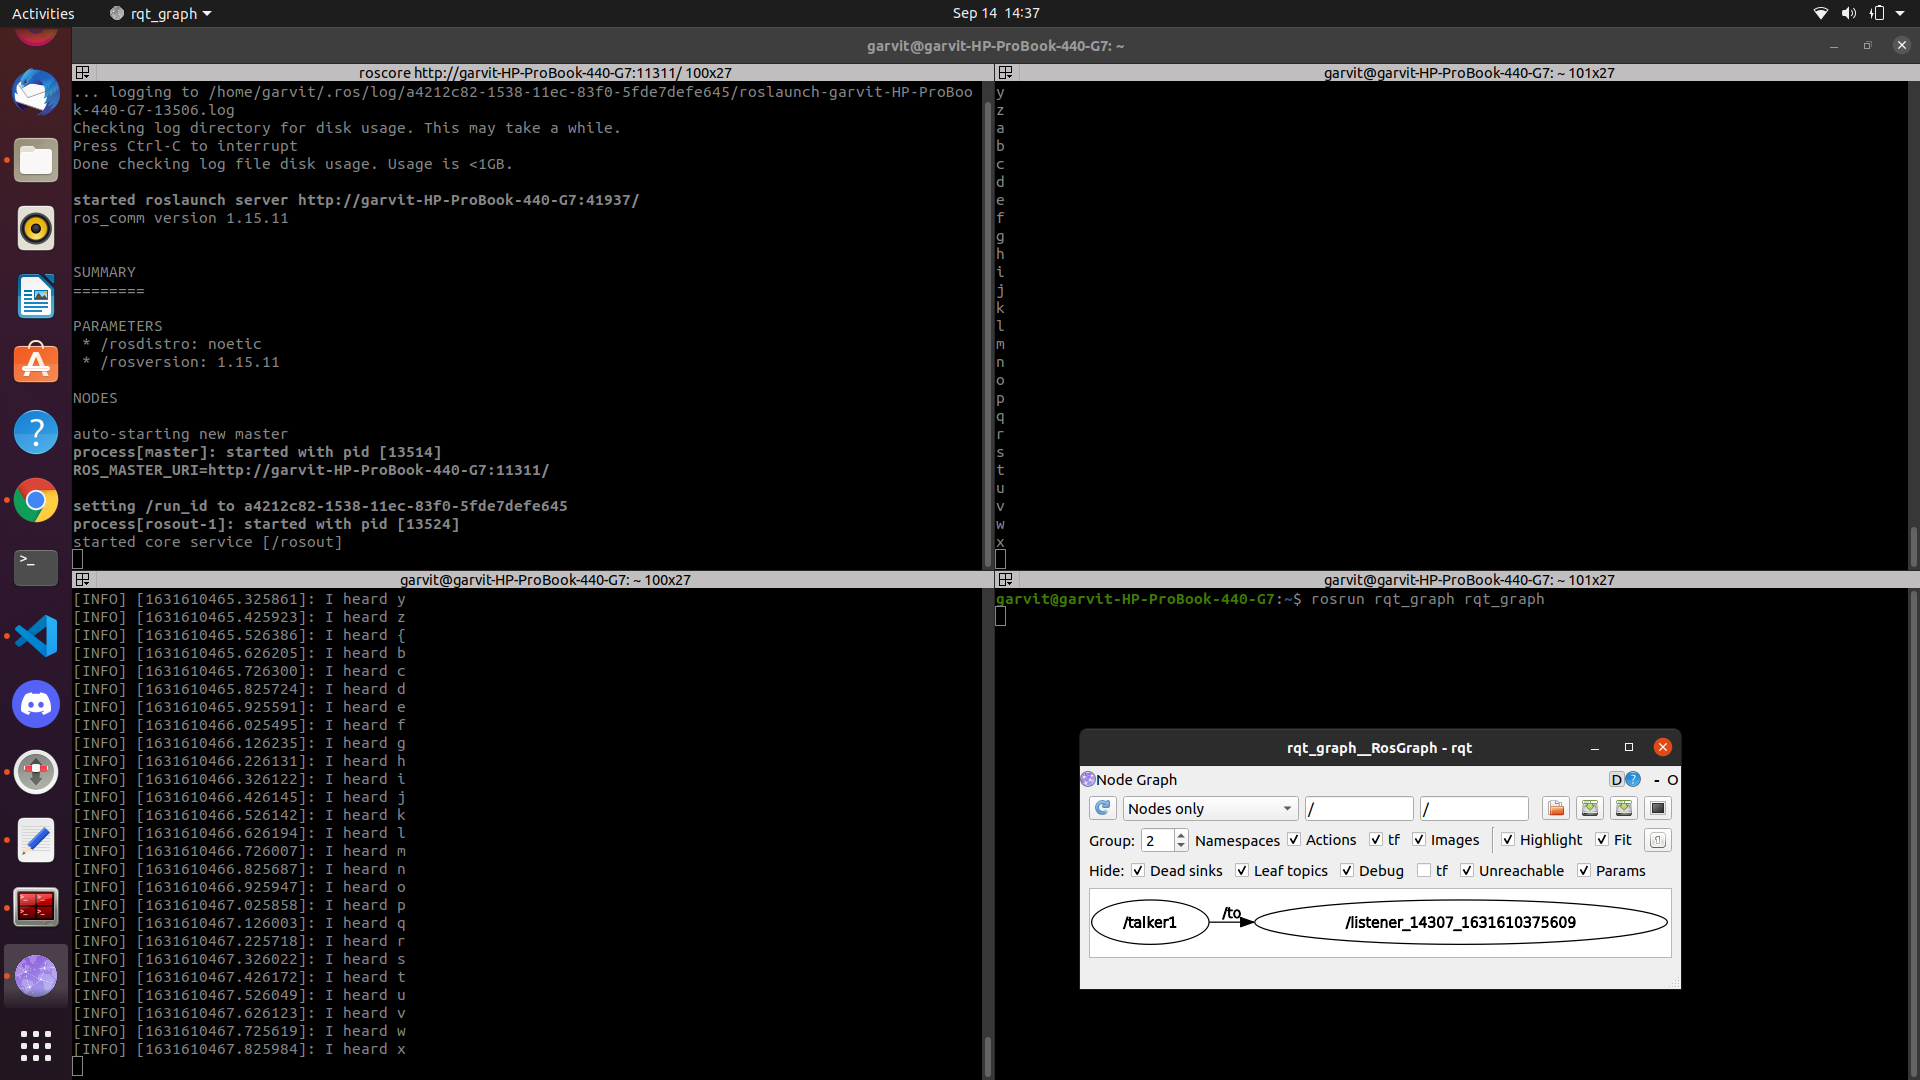 Activities
rqt_graph
Sep 14 14:37
garvit@garvit-HP-ProBook-440-G7: ~
roscore http://garvit-HP-ProBook-440-G7:11311/ 100x27
... logging to /home/garvit/.ros/log/a4212c82-1538-11ec-83f0-5fde7defe645/roslaunch-garvit-HP-ProBoo
k-440-G7-13506.log
Checking log directory for disk usage. This may take a while.
Press Ctrl-C to interrupt
Done checking log file disk usage. Usage is <1GB.
started roslaunch server http://garvit-HP-ProBook-440-G7:41937/
ros_comm version 1.15.11
SUMMARY
========
PARAMETERS
* /rosdistro: noetic
* /rosversion: 1.15.11
NODES
auto-starting new master
process[master]: started with pid [13514]
ROS_MASTER_URI=http://garvit-HP-ProBook-440-G7:11311/
setting /run_id to a4212c82-1538-11ec-83f0-5fde7defe645
process[rosout-1]: started with pid [13524]
started core service [/rosout]
garvit@garvit-HP-ProBook-440-G7: ~ 101x27
y
z
a
b
c
d
e
f
g
h
i
j
k
l
m
n
o
p
q
r
s
t
u
v
w
x
garvit@garvit-HP-ProBook-440-G7: ~ 100x27
[INFO] [1631610465.325861]: I heard y
[INFO] [1631610465.425923]: I heard z
[INFO] [1631610465.526386]: I heard {
[INFO] [1631610465.626205]: I heard b
[INFO] [1631610465.726300]: I heard c
[INFO] [1631610465.825724]: I heard d
[INFO] [1631610465.925591]: I heard e
[INFO] [1631610466.025495]: I heard f
[INFO] [1631610466.126235]: I heard g
[INFO] [1631610466.226131]: I heard h
[INFO] [1631610466.326122]: I heard i
[INFO] [1631610466.426145]: I heard j
[INFO] [1631610466.526142]: I heard k
[INFO] [1631610466.626194]: I heard l
[INFO] [1631610466.726007]: I heard m
[INFO] [1631610466.825687]: I heard n
[INFO] [1631610466.925947]: I heard o
[INFO] [1631610467.025858]: I heard p
[INFO] [1631610467.126003]: I heard q
[INFO] [1631610467.225718]: I heard r
[INFO] [1631610467.326022]: I heard s
[INFO] [1631610467.426172]: I heard t
[INFO] [1631610467.526049]: I heard u
[INFO] [1631610467.626123]: I heard v
[INFO] [1631610467.725619]: I heard w
[INFO] [1631610467.825984]: I heard x
garvit@garvit-HP-ProBook-440-G7: ~ 101x27
garvit@garvit-HP-ProBook-440-G7:~$ rosrun rqt_graph rqt_graph
rqt_graph__RosGraph - rqt
Node Graph D ? - O
Nodes only / /
Group: 2 Namespaces Actions tf Images Highlight Fit
Hide: Dead sinks Leaf topics Debug tf Unreachable Params
/talker1 /to /listener_14307_1631610375609